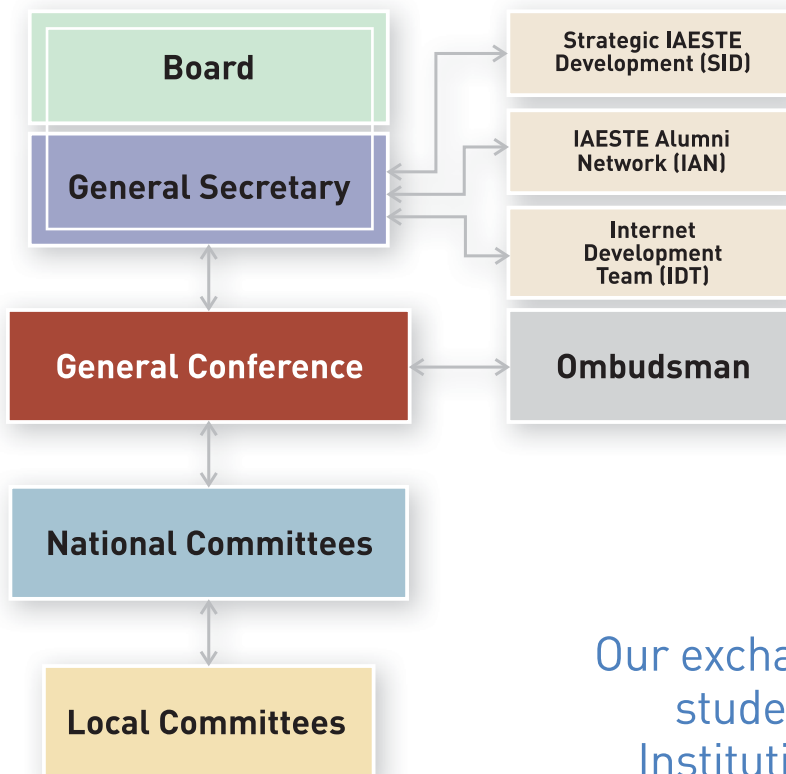 Board
General Secretary
General Conference
National Committees
Local Committees
Strategic IAESTE
Development (SID)
IAESTE Alumni
Network (IAN)
Internet
Development
Team (IDT)
Ombudsman
Our